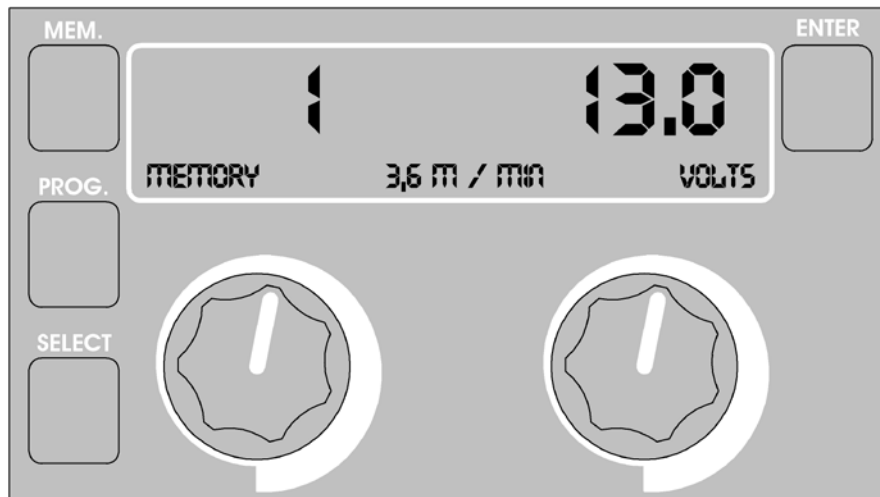 MEM.
ENTER
1 13.0
MEMORY 3,6 m / min VOLTS
PROG.
SELECT